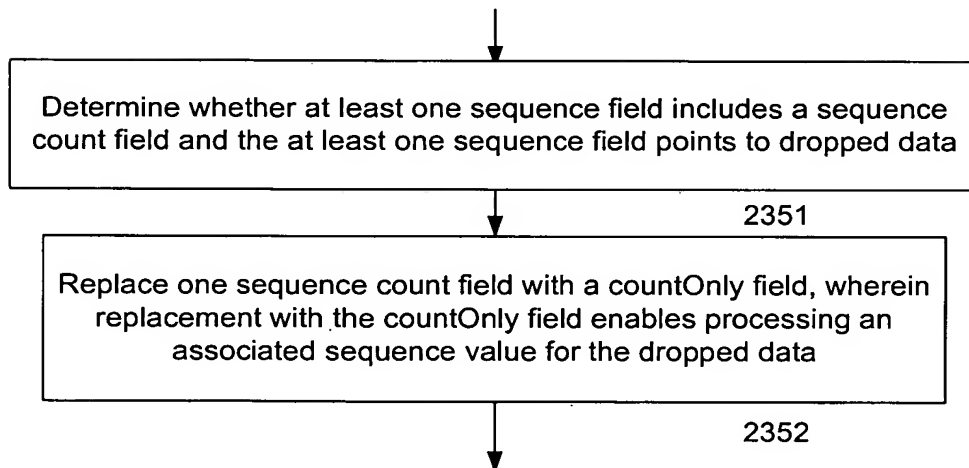 Determine whether at least one sequence field includes a sequence
count field and the at least one sequence field points to dropped data
2351
Replace one sequence count field with a countOnly field, wherein
replacement with the countOnly field enables processing an
associated sequence value for the dropped data
2352